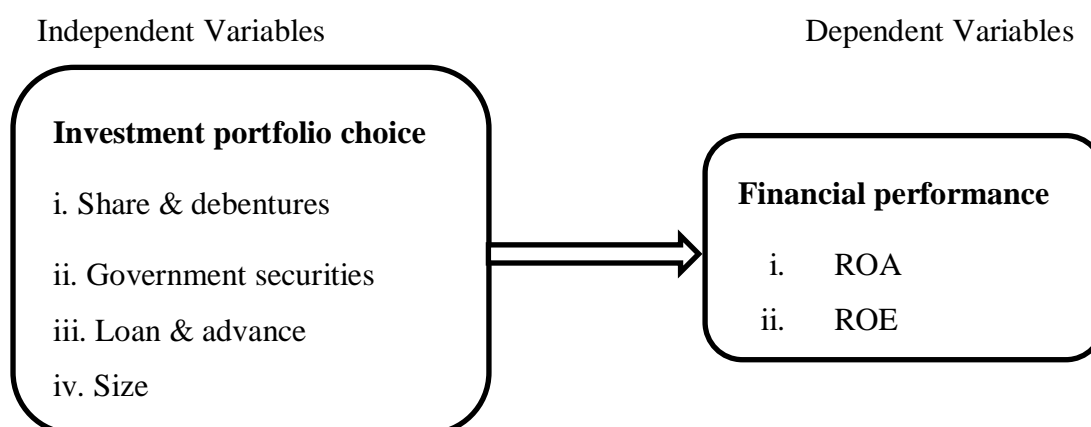 Independent Variables
Dependent Variables
Investment portfolio choice
i. Share & debentures
ii. Government securities
iii. Loan & advance
iv. Size
Financial performance
i. ROA
ii. ROE